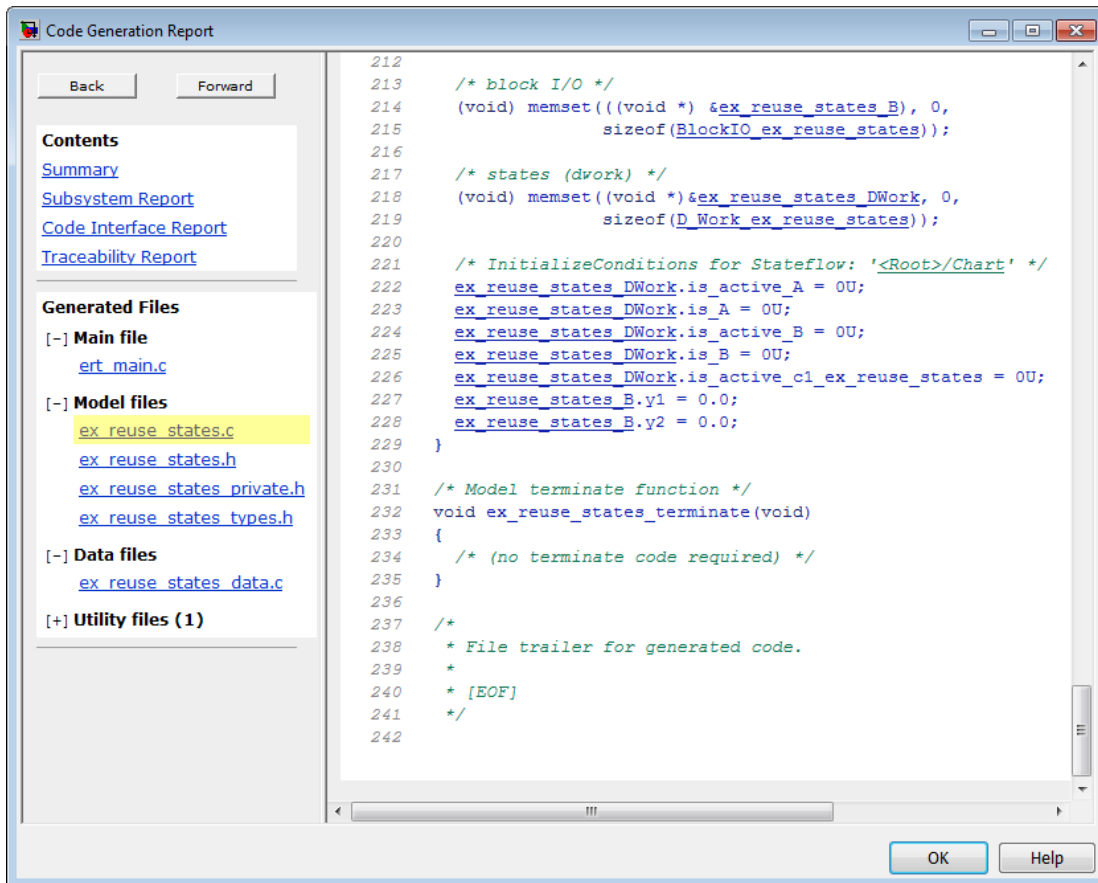 Code Generation Report
Back
Forward
Contents
Summary
Subsystem Report
Code Interface Report
Traceability Report
Generated Files
[-] Main file
ert_main.c
[-] Model files
ex_reuse_states.c
ex_reuse_states.h
ex_reuse_states_private.h
ex_reuse_states_types.h
[-] Data files
ex_reuse_states_data.c
[+] Utility files (1)
212
213 /* block I/O */
214 (void) memset(((void *) &ex_reuse_states_B), 0,
215 sizeof(BlockIO_ex_reuse_states));
216
217 /* states (dwork) */
218 (void) memset((void *)&ex_reuse_states_DWork, 0,
219 sizeof(D_Work_ex_reuse_states));
220
221 /* InitializeConditions for Stateflow: '<Root>/Chart' */
222 ex_reuse_states_DWork.is_active_A = 0U;
223 ex_reuse_states_DWork.is_A = 0U;
224 ex_reuse_states_DWork.is_active_B = 0U;
225 ex_reuse_states_DWork.is_B = 0U;
226 ex_reuse_states_DWork.is_active_c1_ex_reuse_states = 0U;
227 ex_reuse_states_B.y1 = 0.0;
228 ex_reuse_states_B.y2 = 0.0;
229 }
230
231 /* Model terminate function */
232 void ex_reuse_states_terminate(void)
233 {
234 /* (no terminate code required) */
235 }
236
237 /*
238 * File trailer for generated code.
239 *
240 * [EOF]
241 */
242
OK
Help